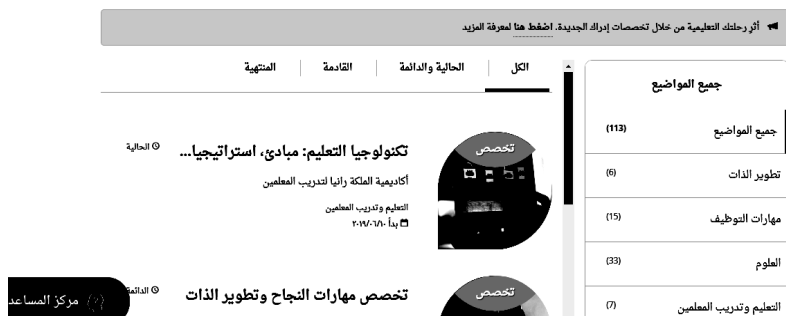 أثرِ رحلتك التعليمية من خلال تخصصات إدراك الجديدة. اضغط هنا لمعرفة المزيد
جميع المواضيع
جميع المواضيع (113)
تطوير الذات (6)
مهارات التوظيف (15)
العلوم (33)
التعليم وتدريب المعلمين (7)
الكل الحالية والدائمة القادمة المنتهية
تخصص
تكنولوجيا التعليم: مبادئ، استراتيجيا...
الحالية
أكاديمية الملكة رانيا لتدريب المعلمين
التعليم وتدريب المعلمين
بدأ ٢٠١٩/٠٦/١٠
تخصص
تخصص مهارات النجاح وتطوير الذات
الدائمة
مركز المساعد